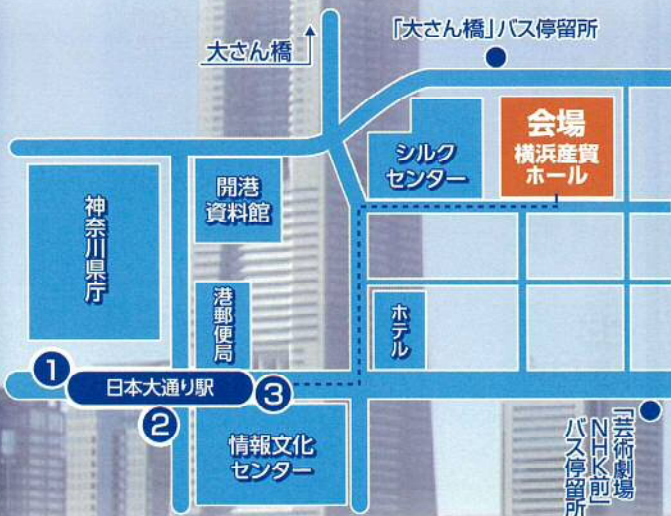 「大さん橋」バス停留所
大さん橋
会場
横浜産貿
ホール
シルク
センター
開港
資料館
神奈川県庁
港郵便局
ホテル
①
日本大通り駅
③
②
情報文化
センター
「芸術劇場
NHK前」
バス停留所